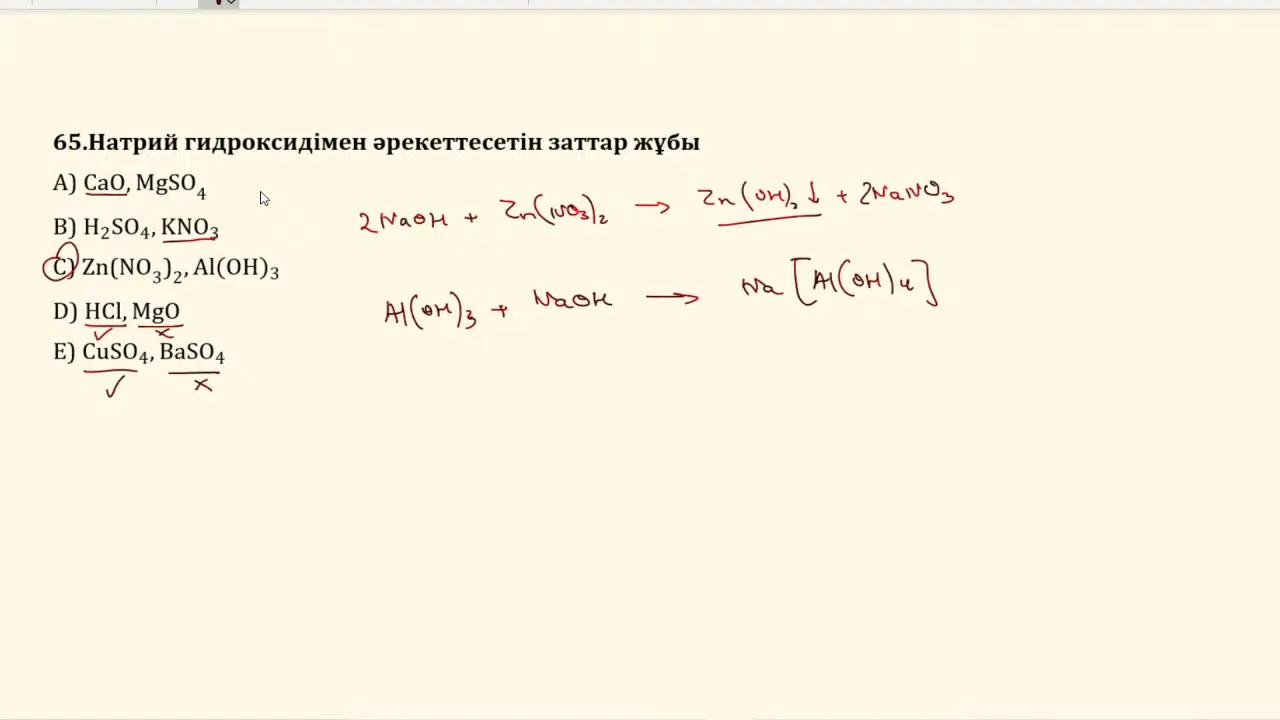 65.Натрий гидроксидімен әрекеттесетін заттар жұбы
A) CaO, MgSO₄
B) H₂SO₄, KNO₃
C) Zn(NO₃)₂, Al(OH)₃
D) HCl, MgO
E) CuSO₄, BaSO₄
2NaOH + Zn(NO₃)₂ → Zn(OH)₂↓ + 2NaNO₃
Al(OH)₃ + NaOH → Na[Al(OH)₄]